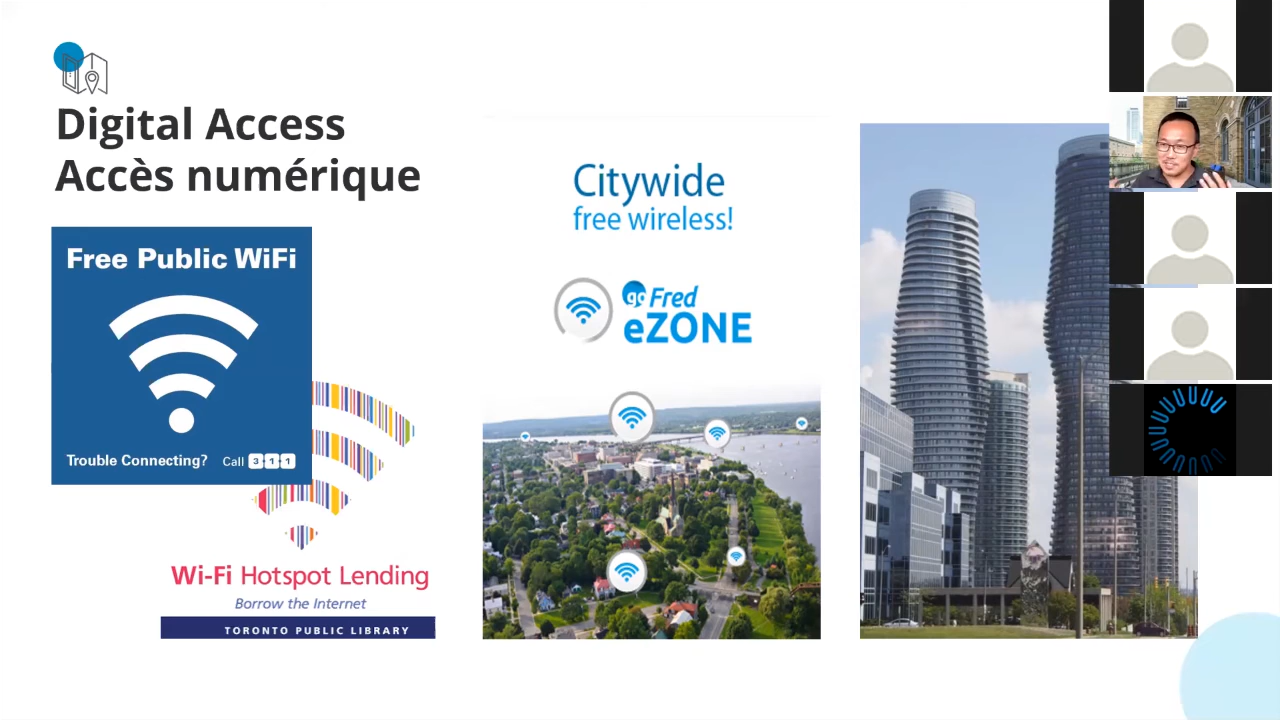 Digital Access
Accès numérique
Free Public WiFi
Trouble Connecting? Call 3-1-1
Wi-Fi Hotspot Lending
Borrow the Internet
TORONTO PUBLIC LIBRARY
Citywide
free wireless!
go Fred
eZONE